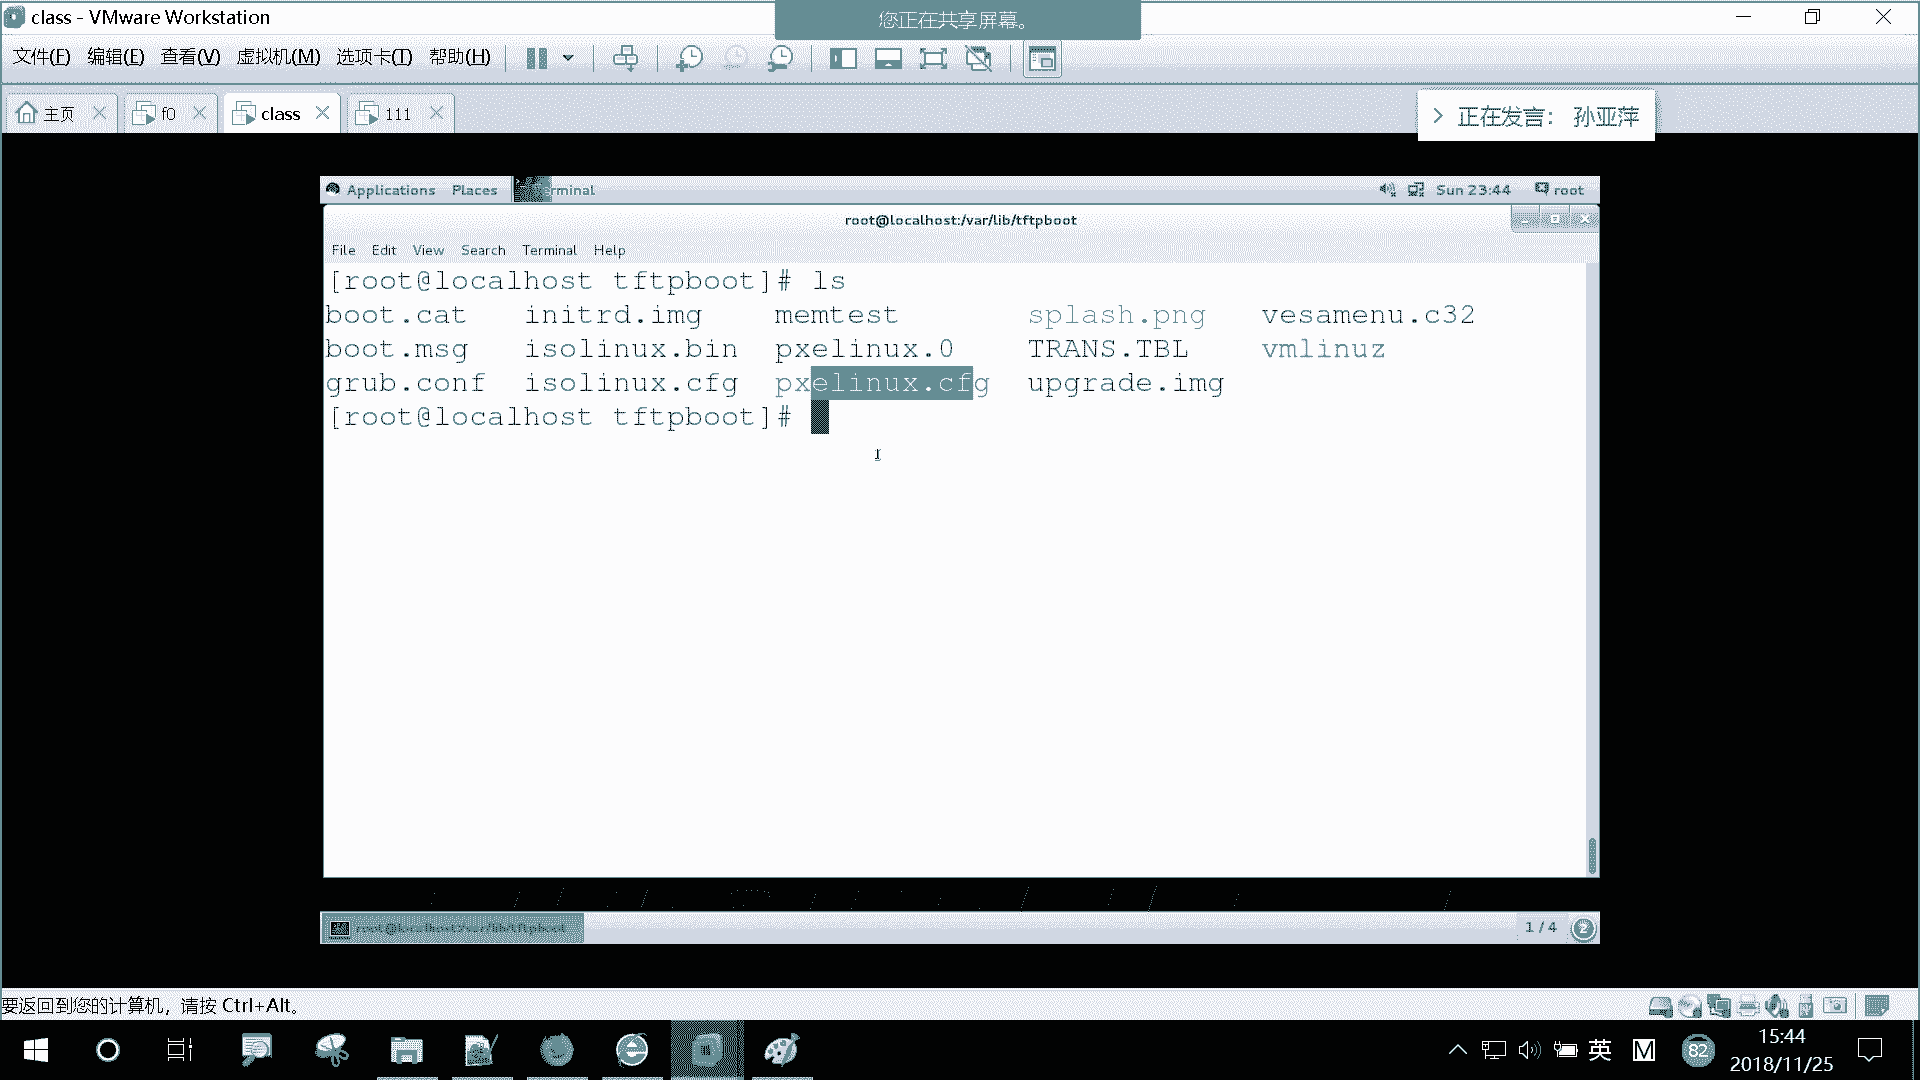 class - VMware Workstation
您正在共享屏幕。
文件(F) 编辑(E) 查看(V) 虚拟机(M) 选项卡(T) 帮助(H)
主页 f0 class 111
正在发言： 孙亚萍
Applications Places Terminal Sun 23:44 root
root@localhost:/var/lib/tftpboot
File Edit View Search Terminal Help
[root@localhost tftpboot]# ls
boot.cat initrd.img memtest splash.png vesamenu.c32
boot.msg isolinux.bin pxelinux.0 TRANS.TBL vmlinuz
grub.conf isolinux.cfg pxelinux.cfg upgrade.img
[root@localhost tftpboot]#
root@localhost:/var/lib/tftpboot 1 / 4 2
要返回到您的计算机，请按 Ctrl+Alt。
英 M 82 15:44
2018/11/25